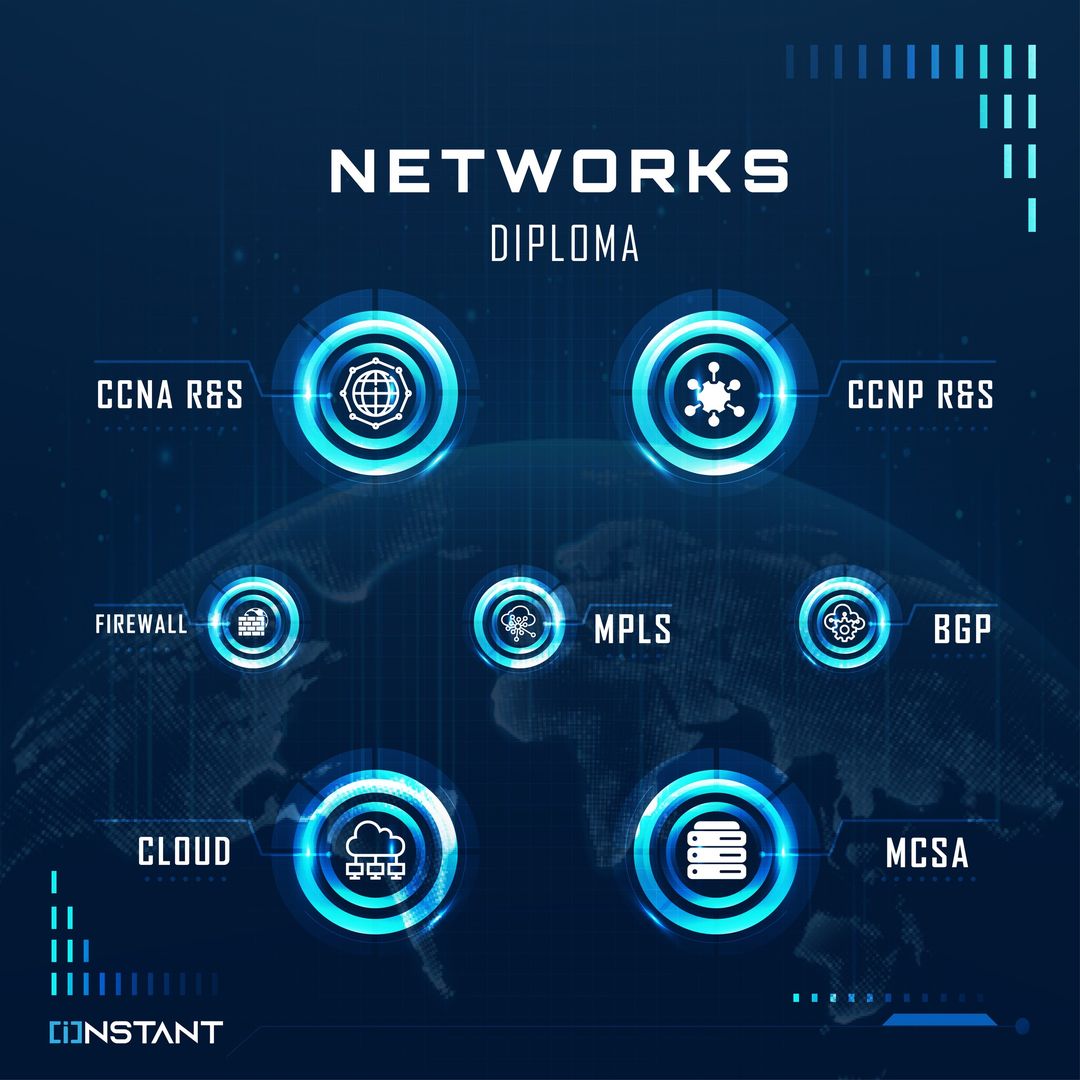 NETWORKS
DIPLOMA
CCNA R&S
CCNP R&S
FIREWALL
MPLS
BGP
CLOUD
MCSA
[i]NSTANT